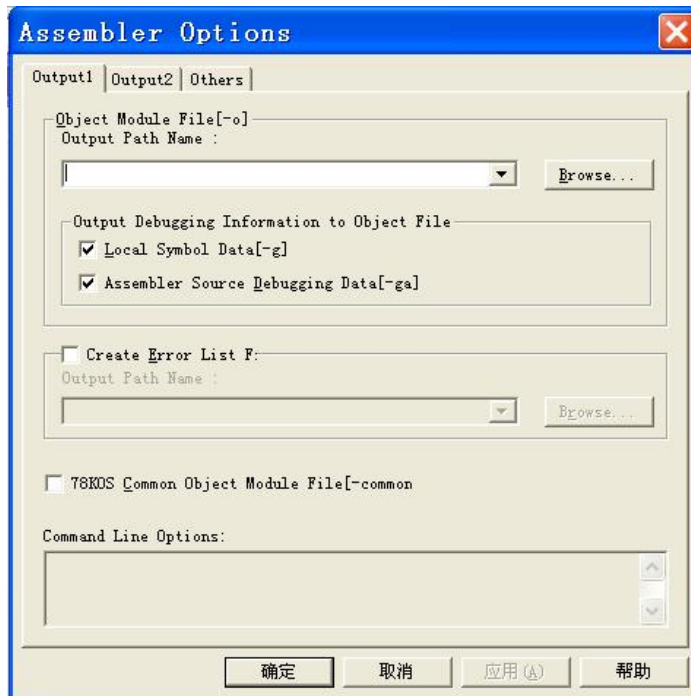 Assembler Options
Output1 Output2 Others
Object Module File[-o]
Output Path Name :
Browse...
Output Debugging Information to Object File
Local Symbol Data[-g]
Assembler Source Debugging Data[-ga]
Create Error List F:
Output Path Name :
Browse...
78K0S Common Object Module File[-common
Command Line Options:
确定 取消 应用(A) 帮助